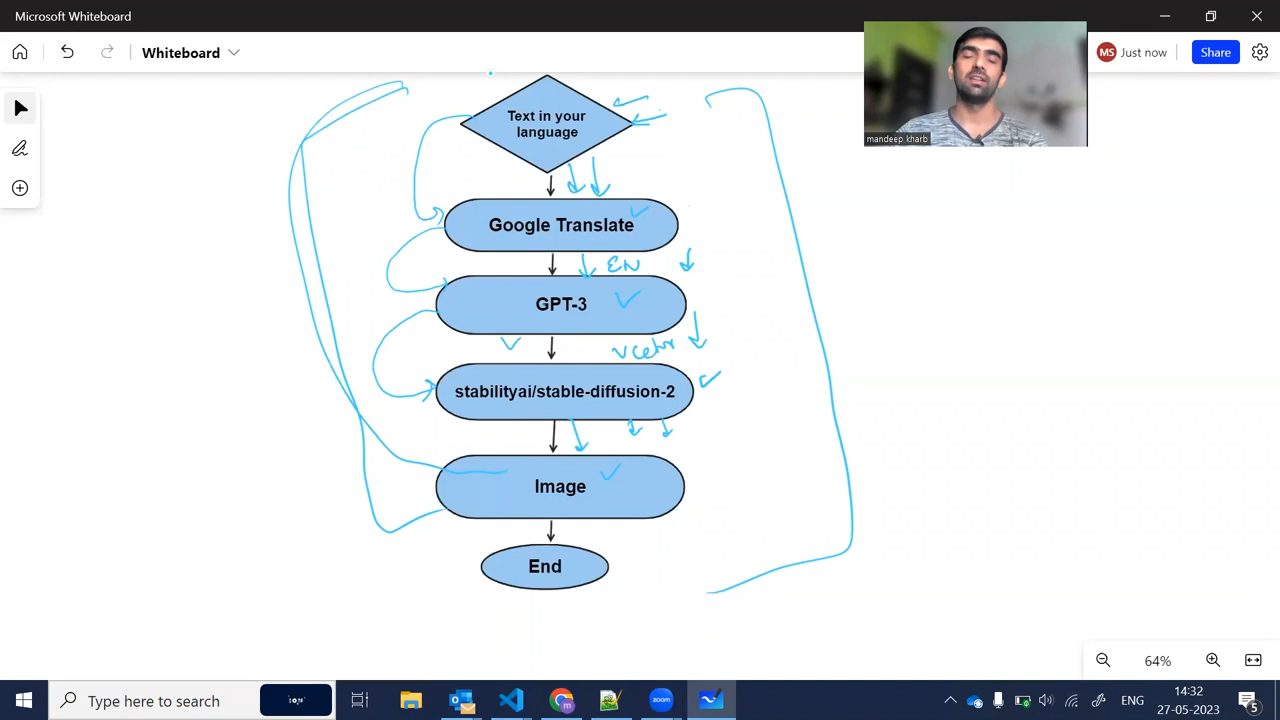 Microsoft Whiteboard
Whiteboard
MS Just now
Share
mandeep kharb
Text in your
language
Google Translate
EN
GPT-3
stabilityai/stable-diffusion-2
Image
End
64%
Type here to search
ENG
14:32
27-05-2023
5